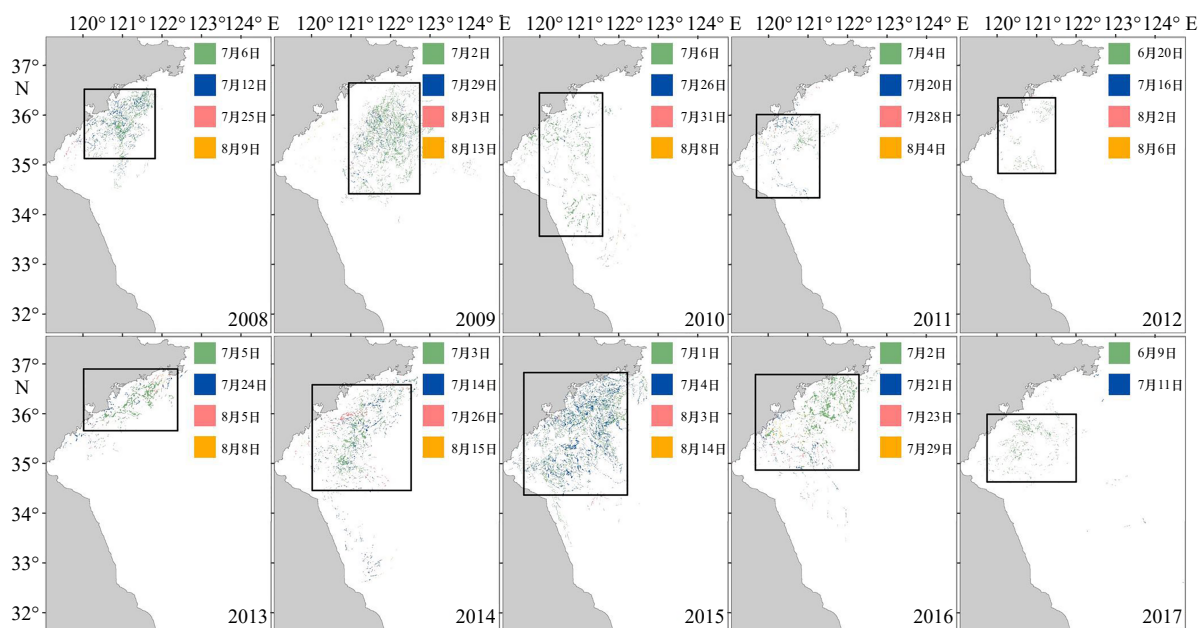 120° 121° 122° 123° 124° E
120° 121° 122° 123° 124° E
120° 121° 122° 123° 124° E
120° 121° 122° 123° 124° E
120° 121° 122° 123° 124° E
37°
N
36°
35°
34°
33°
32°
7月6日
7月12日
7月25日
8月9日
2008
7月2日
7月29日
8月3日
8月13日
2009
7月6日
7月26日
7月31日
8月8日
2010
7月4日
7月20日
7月28日
8月4日
2011
6月20日
7月16日
8月2日
8月6日
2012
37°
N
36°
35°
34°
33°
32°
7月5日
7月24日
8月5日
8月8日
2013
7月3日
7月14日
7月26日
8月15日
2014
7月1日
7月4日
8月3日
8月14日
2015
7月2日
7月21日
7月23日
7月29日
2016
6月9日
7月11日
2017